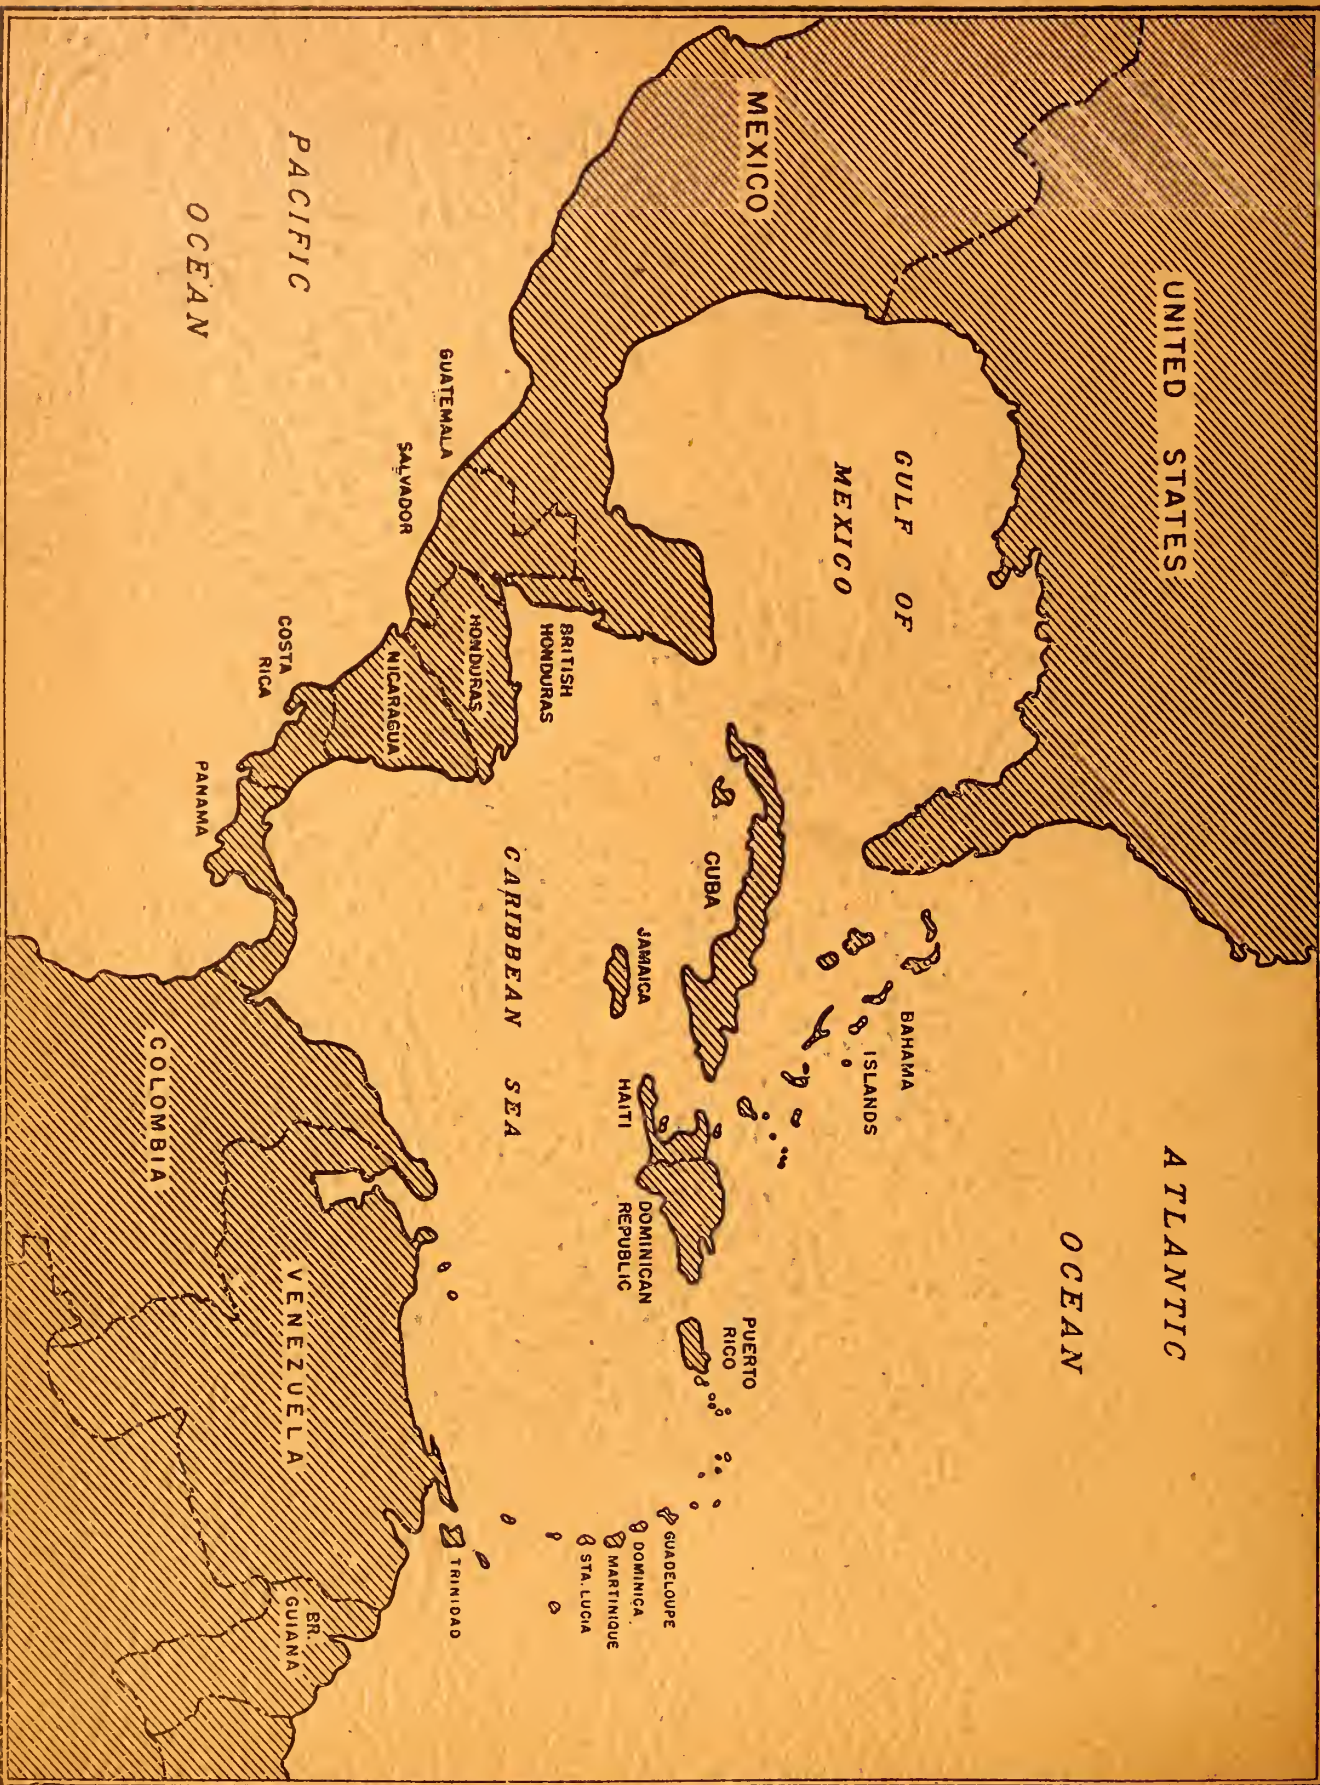 UNITED STATES
MEXICO
GULF OF
MEXICO
ATLANTIC
OCEAN
PACIFIC
OCEAN
BAHAMA
ISLANDS
CUBA
JAMAICA
HAITI
DOMINICAN
REPUBLIC
PUERTO
RICO
GUADELOUPE
DOMINICA
MARTINIQUE
STA. LUCIA
TRINIDAD
CARIBBEAN SEA
BRITISH
HONDURAS
HONDURAS
GUATEMALA
SALVADOR
NICARAGUA
COSTA
RICA
PANAMA
COLOMBIA
VENEZUELA
BR.
GUIANA